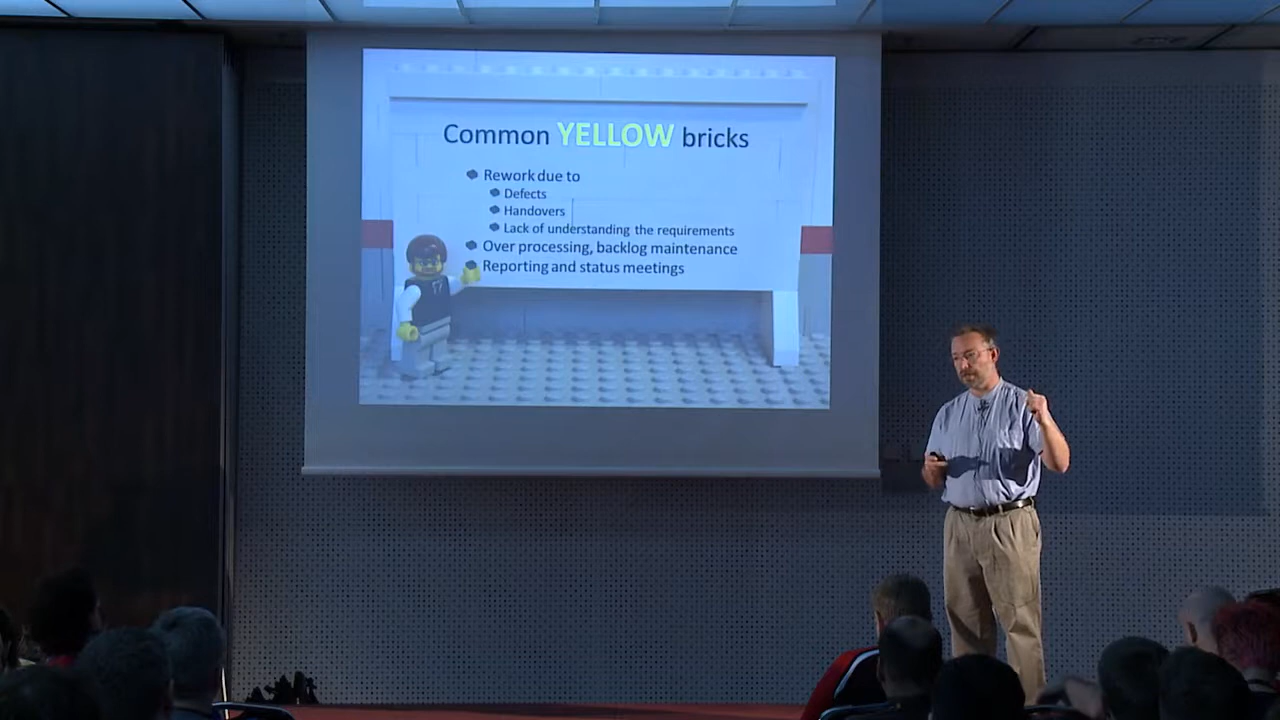 Common YELLOW bricks
Rework due to
Defects
Handovers
Lack of understanding the requirements
Over processing, backlog maintenance
Reporting and status meetings